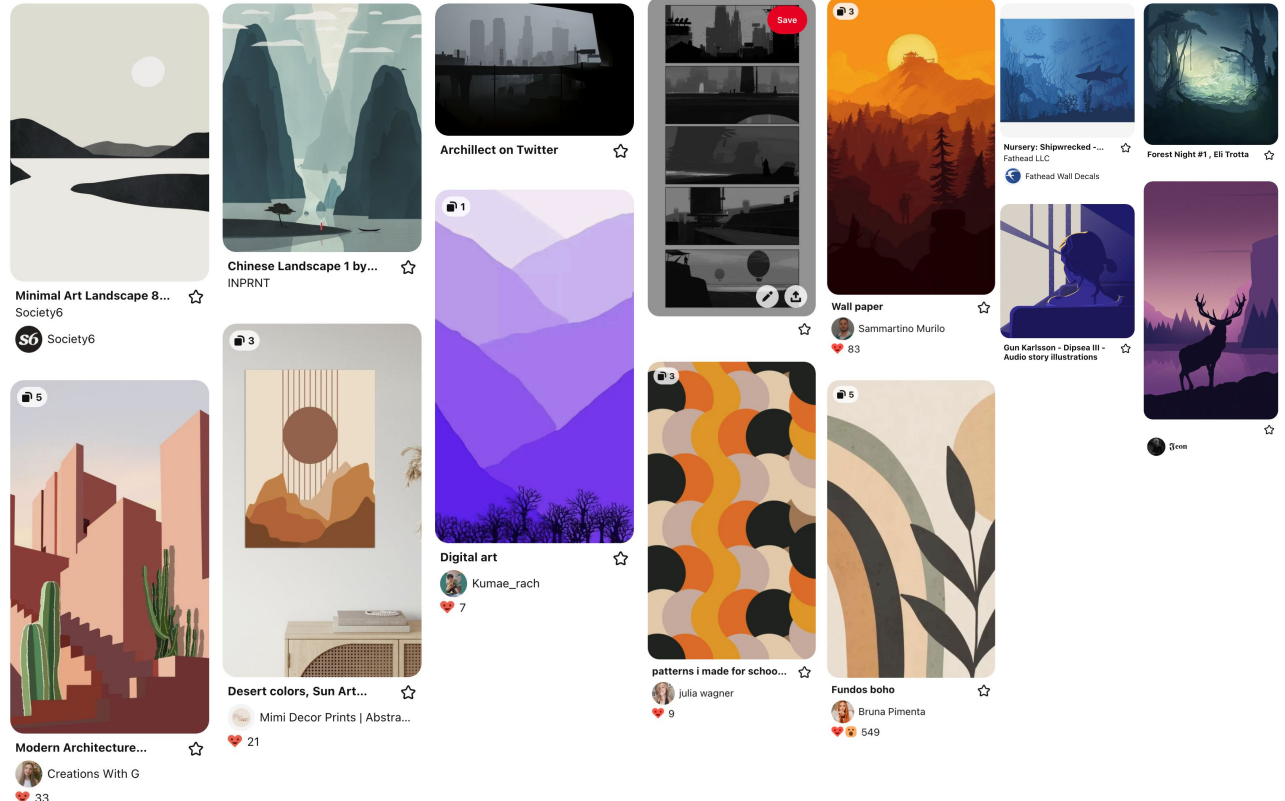 Minimal Art Landscape 8...
Society6
s6
Society6
5
Modern Architecture...
Creations With G
33
Chinese Landscape 1 by...
INPRNT
3
Desert colors, Sun Art...
Mimi Decor Prints | Abstra...
21
Archillect on Twitter
1
Digital art
Kumae_rach
7
Save
3
patterns i made for schoo...
julia wagner
9
3
Wall paper
Sammartino Murilo
83
5
Fundos boho
Bruna Pimenta
549
Nursery: Shipwrecked -...
Fathead LLC
Fathead Wall Decals
Gun Karlsson - Dipsea III -
Audio story illustrations
Forest Night #1 , Eli Trotta
Jeon